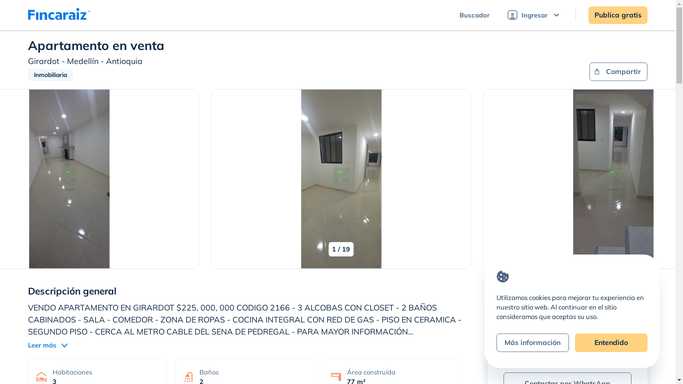 Fincaraiz
Buscador
Ingresar
Publica gratis
Apartamento en venta
Girardot - Medellín - Antioquia
Inmobiliaria
Compartir
1 / 19
Descripción general
VENDO APARTAMENTO EN GIRARDOT $225, 000, 000 CODIGO 2166 - 3 ALCOBAS CON CLOSET - 2 BAÑOS
CABINADOS - SALA - COMEDOR - ZONA DE ROPAS - COCINA INTEGRAL CON RED DE GAS - PISO EN CERAMICA -
SEGUNDO PISO - CERCA AL METRO CABLE DEL SENA DE PEDREGAL - PARA MAYOR INFORMACIÓN...
Leer más
Habitaciones
3
Baños
2
Área construida
77 m²
Utilizamos cookies para mejorar tu experiencia en
nuestro sitio web. Al continuar en el sitio
consideramos que aceptas su uso.
Más información
Entendido
Contactar por WhatsApp